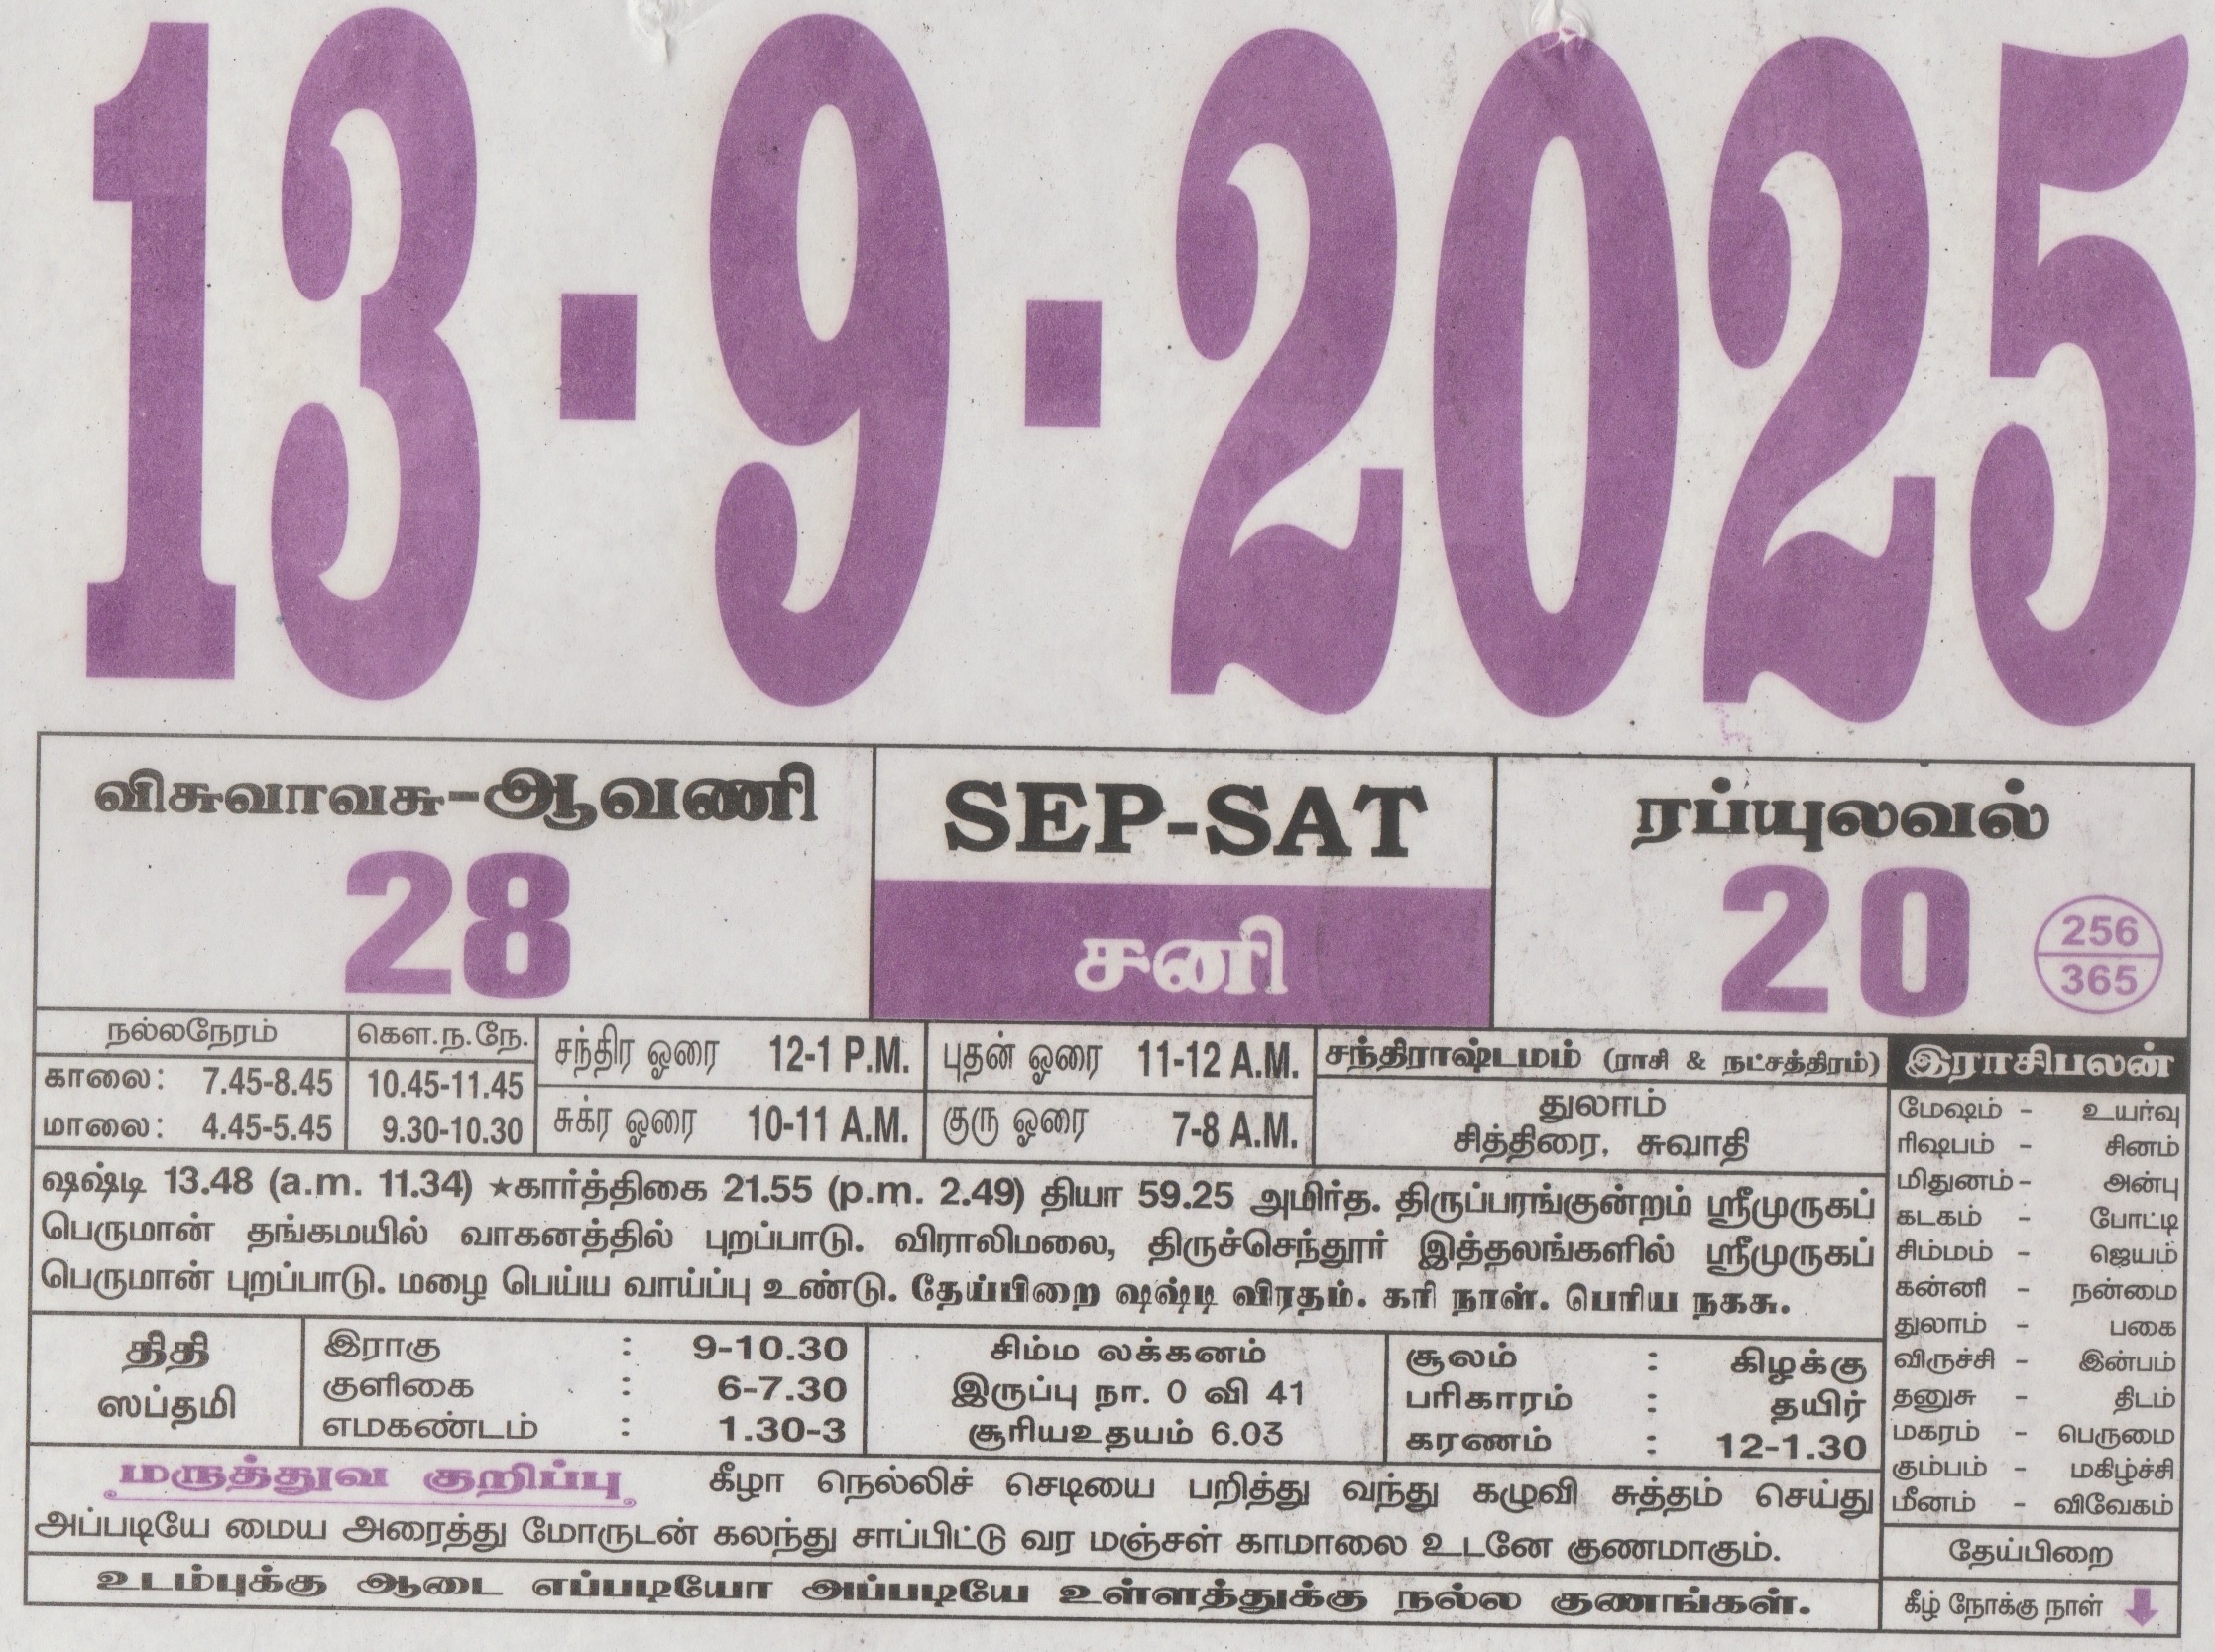 13-9-2025
விசுவாவசு-ஆவணி
28
SEP-SAT
சனி
ரப்யுலவல்
20
256
365
நல்லநேரம்
காலை: 7.45-8.45
மாலை: 4.45-5.45
கௌ.ந.நே.
10.45-11.45
9.30-10.30
சந்திர ஓரை 12-1 P.M.
சுக்ர ஓரை 10-11 A.M.
புதன் ஓரை 11-12 A.M.
குரு ஓரை 7-8 A.M.
சந்திராஷ்டமம் (ராசி & நட்சத்திரம்)
துலாம்
சித்திரை, சுவாதி
ஷஷ்டி 13.48 (a.m. 11.34) ★கார்த்திகை 21.55 (p.m. 2.49) தியா 59.25 அமிர்த. திருப்பரங்குன்றம் ஸ்ரீமுருகப்
பெருமான் தங்கமயில் வாகனத்தில் புறப்பாடு. விராலிமலை, திருச்செந்தூர் இத்தலங்களில் ஸ்ரீமுருகப்
பெருமான் புறப்பாடு. மழை பெய்ய வாய்ப்பு உண்டு. தேய்பிறை ஷஷ்டி விரதம். கரி நாள். பெரிய நகசு.
திதி
ஸப்தமி
இராகு : 9-10.30
குளிகை : 6-7.30
எமகண்டம் : 1.30-3
சிம்ம லக்கனம்
இருப்பு நா. 0 வி 41
சூரியஉதயம் 6.03
சூலம் : கிழக்கு
பரிகாரம் : தயிர்
கரணம் : 12-1.30
மருத்துவ குறிப்பு கீழா நெல்லிச் செடியை பறித்து வந்து கழுவி சுத்தம் செய்து
அப்படியே மைய அரைத்து மோருடன் கலந்து சாப்பிட்டு வர மஞ்சள் காமாலை உடனே குணமாகும்.
உடம்புக்கு ஆடை எப்படியோ அப்படியே உள்ளத்துக்கு நல்ல குணங்கள்.
இராசிபலன்
மேஷம் - உயர்வு
ரிஷபம் - சினம்
மிதுனம் - அன்பு
கடகம் - போட்டி
சிம்மம் - ஜெயம்
கன்னி - நன்மை
துலாம் - பகை
விருச்சி - இன்பம்
தனுசு - திடம்
மகரம் - பெருமை
கும்பம் - மகிழ்ச்சி
மீனம் - விவேகம்
தேய்பிறை
கீழ் நோக்கு நாள்